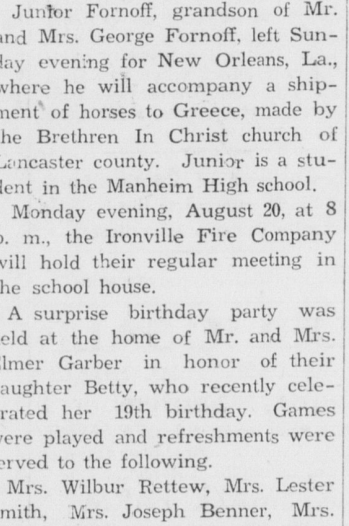 Junior Fornoff, grandson of Mr.
and Mrs. George Fornoff, left Sun-
day evening for New Orleans, La.,
where he will accompany a ship-
ment of horses to Greece, made by
the Brethren In Christ church of
Lancaster county. Junior is a stu-
dent in the Manheim High school.
Monday evening, August 20, at 8
p. m., the Ironville Fire Company
will hold their regular meeting in
the school house.
A surprise birthday party was
held at the home of Mr. and Mrs.
Elmer Garber in honor of their
daughter Betty, who recently cele-
brated her 19th birthday. Games
were played and refreshments were
served to the following.
Mrs. Wilbur Rettew, Mrs. Lester
Smith, Mrs. Joseph Benner, Mrs.